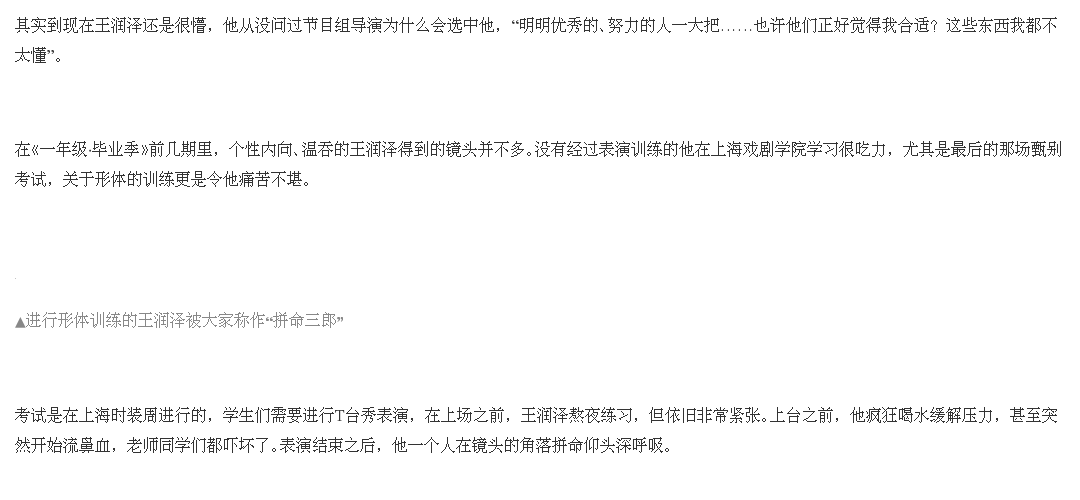 其实到现在王润泽还是很懵，他从没问过节目组导演为什么会选中他，“明明优秀的、努力的人一大把……也许他们正好觉得我合适？这些东西我都不
太懂”。
在《一年级·毕业季》前几期里，个性内向、温吞的王润泽得到的镜头并不多。没有经过表演训练的他在上海戏剧学院学习很吃力，尤其是最后的那场甄别
考试，关于形体的训练更是令他痛苦不堪。
▲进行形体训练的王润泽被大家称作“拼命三郎”
考试是在上海时装周进行的，学生们需要进行T台秀表演，在上场之前，王润泽熬夜练习，但依旧非常紧张。上台之前，他疯狂喝水缓解压力，甚至突
然开始流鼻血，老师同学们都吓坏了。表演结束之后，他一个人在镜头的角落拼命仰头深呼吸。